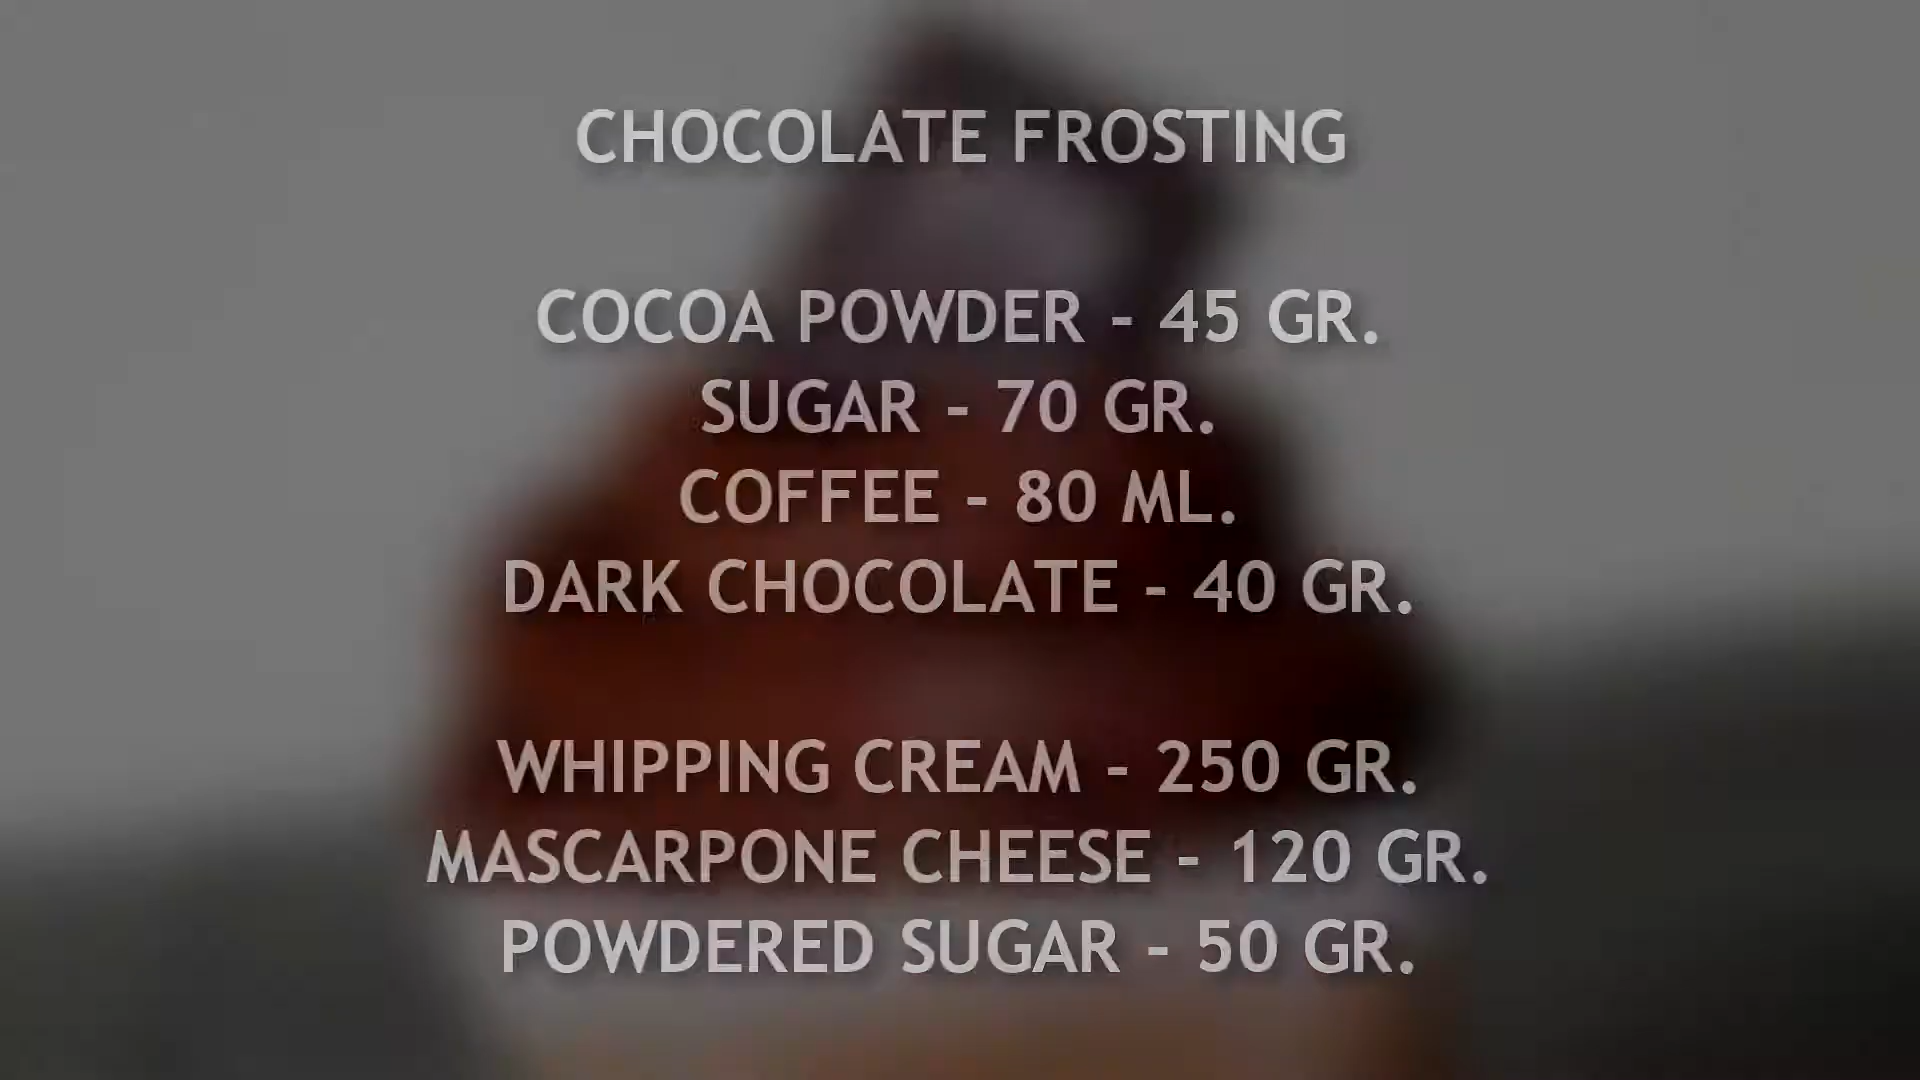 CHOCOLATE FROSTING
COCOA POWDER - 45 GR.
SUGAR - 70 GR.
COFFEE - 80 ML.
DARK CHOCOLATE - 40 GR.
WHIPPING CREAM - 250 GR.
MASCARPONE CHEESE - 120 GR.
POWDERED SUGAR - 50 GR.